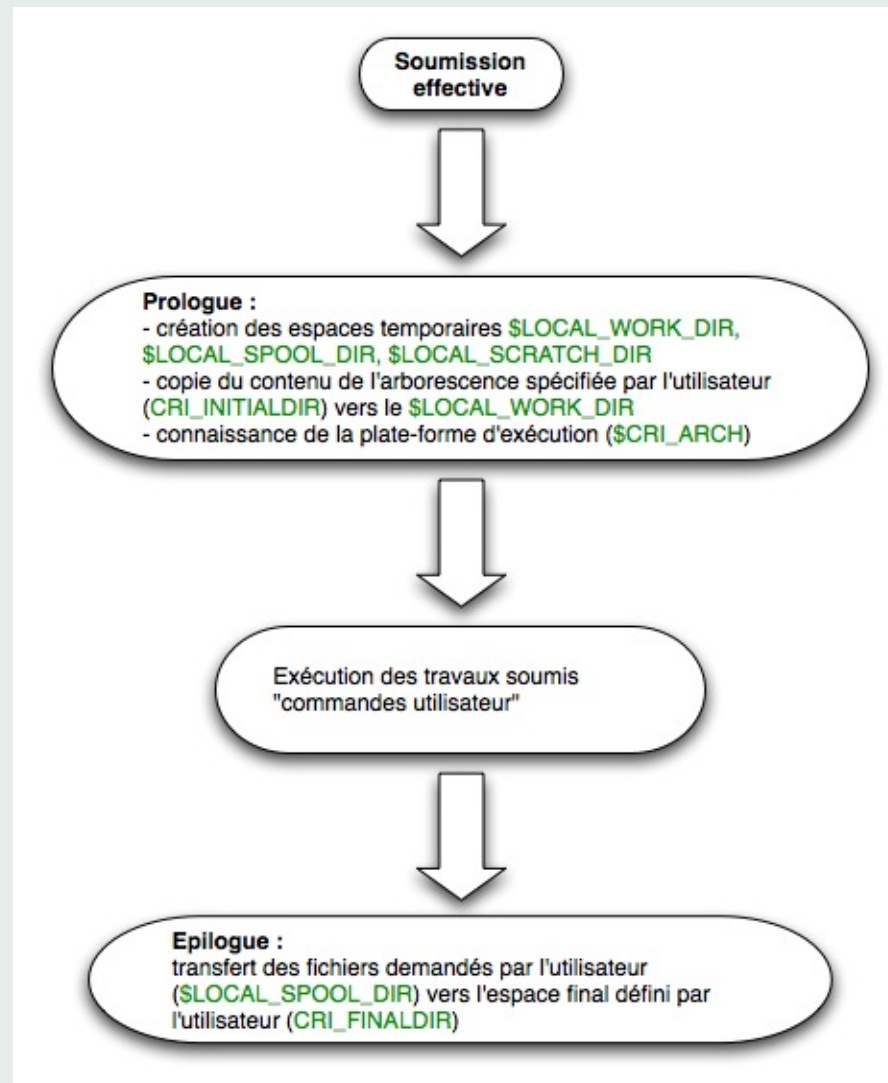 Soumission
effective
Prologue :
- création des espaces temporaires $LOCAL_WORK_DIR,
$LOCAL_SPOOL_DIR, $LOCAL_SCRATCH_DIR
- copie du contenu de l'arborescence spécifiée par l'utilisateur
(CRI_INITIALDIR) vers le $LOCAL_WORK_DIR
- connaissance de la plate-forme d'exécution ($CRI_ARCH)
Exécution des travaux soumis
"commandes utilisateur"
Epilogue :
transfert des fichiers demandés par l'utilisateur
($LOCAL_SPOOL_DIR) vers l'espace final défini par
l'utilisateur (CRI_FINALDIR)